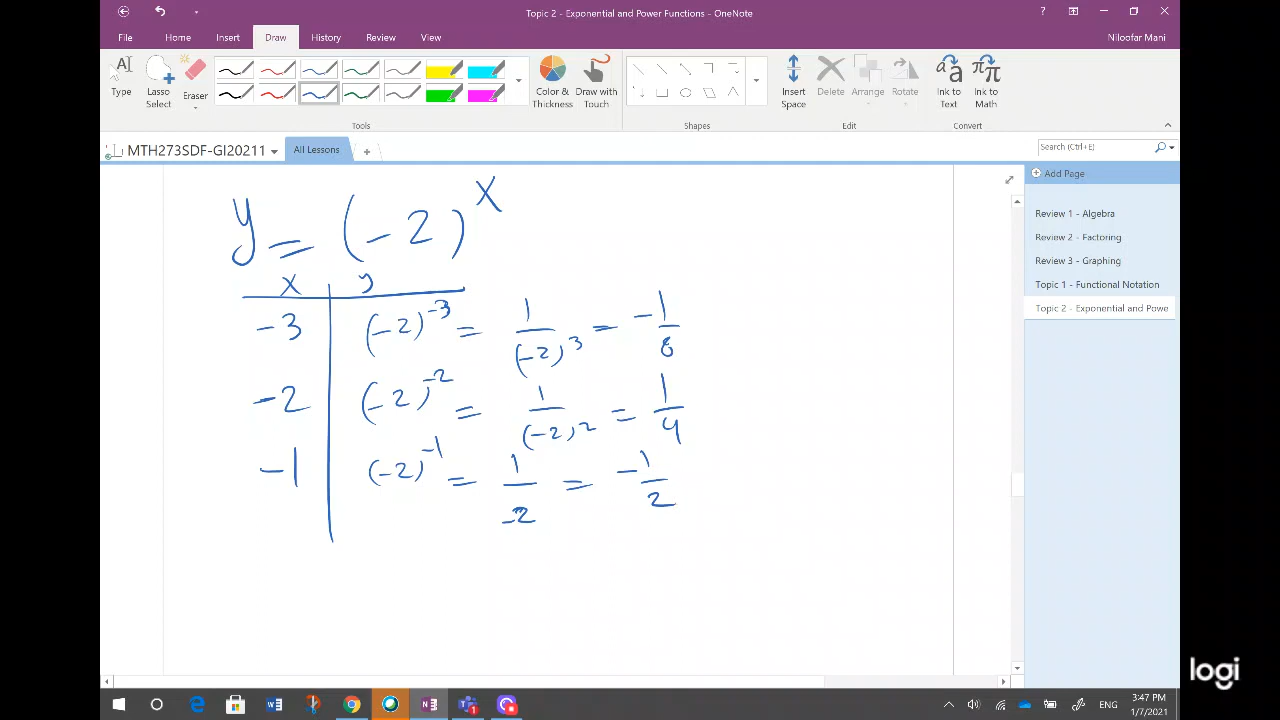 Topic 2 - Exponential and Power Functions - OneNote
?
File Home Insert Draw History Review View
Niloofar Mani
Type
Lasso Select
Eraser
Color & Thickness
Draw with Touch
Insert Space
Delete
Arrange
Rotate
Ink to Text
Ink to Math
Tools
Shapes
Edit
Convert
MTH273SDF-GI20211
All Lessons
Search (Ctrl+E)
Add Page
Review 1 - Algebra
Review 2 - Factoring
Review 3 - Graphing
Topic 1 - Functional Notation
Topic 2 - Exponential and Powe
y = (-2)^x
x y
-3 (-2)^-3 = 1/(-2)^3 = -1/8
-2 (-2)^-2 = 1/(-2)^2 = 1/4
-1 (-2)^-1 = 1/-2 = -1/2
logi
ENG
3:47 PM
1/7/2021